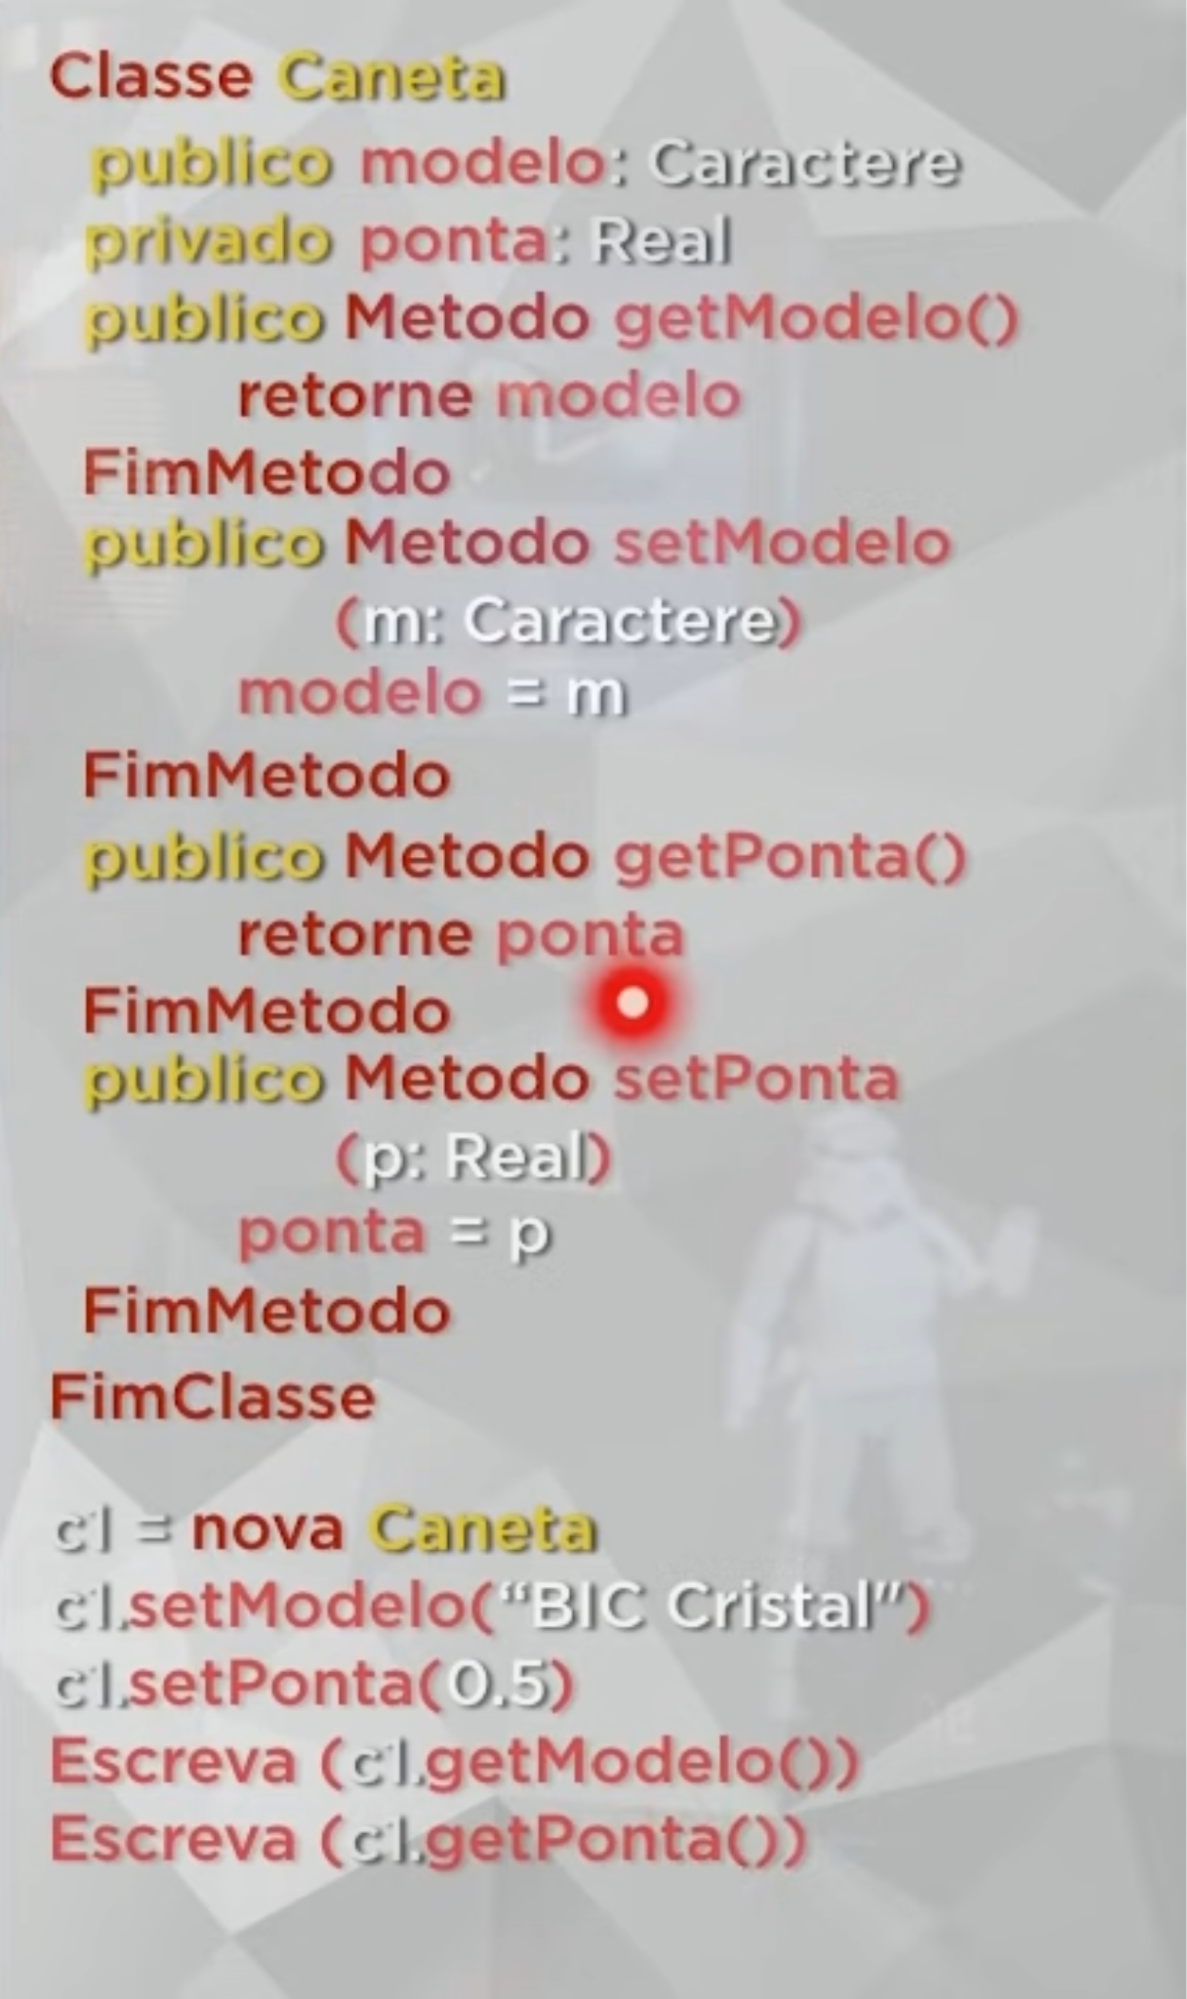 Classe Caneta
publico modelo: Caractere
privado ponta: Real
publico Metodo getModelo()
retorne modelo
FimMetodo
publico Metodo setModelo
(m: Caractere)
modelo = m
FimMetodo
publico Metodo getPonta()
retorne ponta
FimMetodo
publico Metodo setPonta
(p: Real)
ponta = p
FimMetodo
FimClasse
c1 = nova Caneta
c1.setModelo(“BIC Cristal")
c1.setPonta(0.5)
Escreva (c1.getModelo())
Escreva (c1.getPonta())